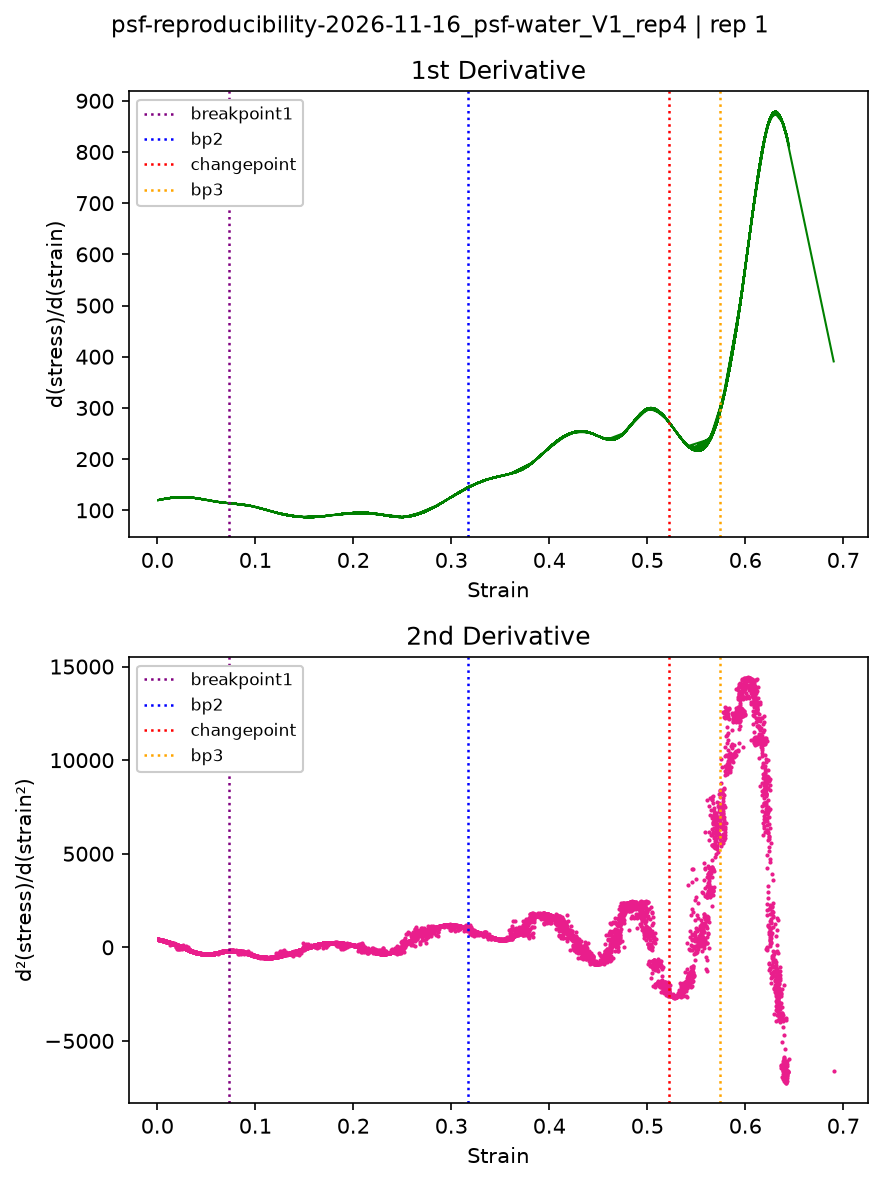 psf-reproducibility-2026-11-16_psf-water_V1_rep4 | rep 1
1st Derivative
breakpoint1
bp2
changepoint
bp3
900
800
700
600
500
400
300
200
100
d(stress)/d(strain)
0.0 0.1 0.2 0.3 0.4 0.5 0.6 0.7
Strain
2nd Derivative
breakpoint1
bp2
changepoint
bp3
15000
10000
5000
0
−5000
d²(stress)/d(strain²)
0.0 0.1 0.2 0.3 0.4 0.5 0.6 0.7
Strain